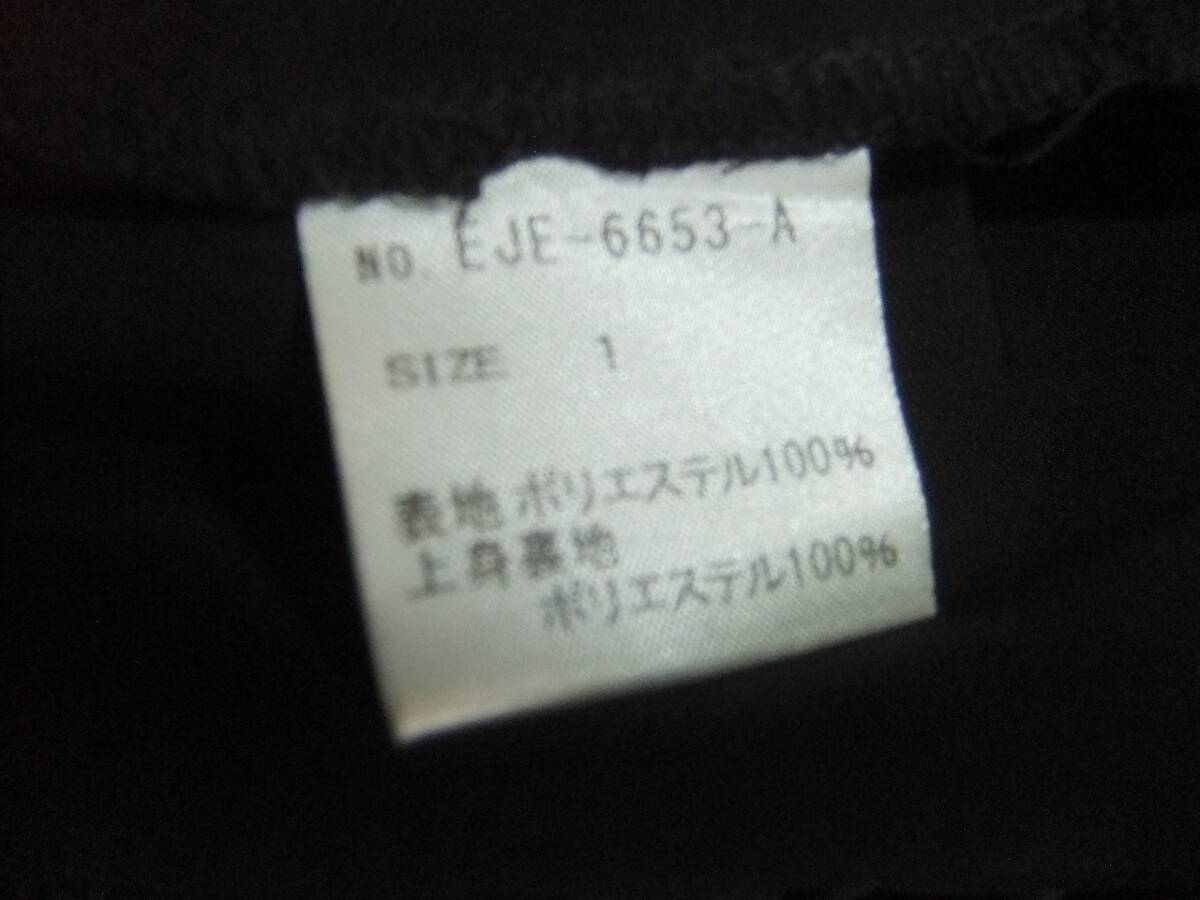 NO. EJE-6653-A
SIZE 1
表地 ポリエステル100%
上身裏地
ポリエステル100%